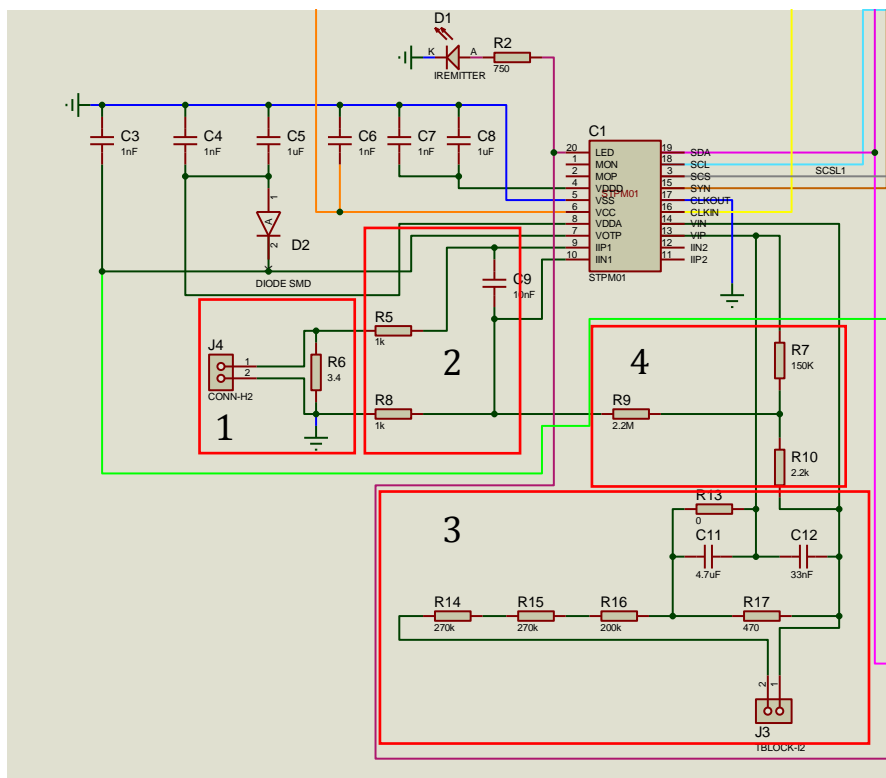 D1
K
A
IREMITTER
R2
750
C3
1nF
C4
1nF
C5
1uF
C6
1nF
C7
1nF
C8
1uF
A
1
2
D2
DIODE SMD
C1
20 LED
1 MON
2 MOP
4 VDDD
5 VSS
6 VCC
8 VDDA
7 VOTP
9 IIP1
10 IIN1
STPM01
19 SDA
18 SCL
3 SCS
15 SYN
17 CLKOUT
16 CLKIN
14 VIN
13 VIP
12 IIN2
11 IIP2
STPM01
SCSL1
C9
10nF
J4
1
2
CONN-H2
R6
3.4
1
R5
1k
2
R8
1k
4
R7
150K
R9
2.2M
R10
2.2k
3
R13
0
C11
4.7uF
C12
33nF
R14
270k
R15
270k
R16
200k
R17
470
2
1
J3
TBLOCK-I2